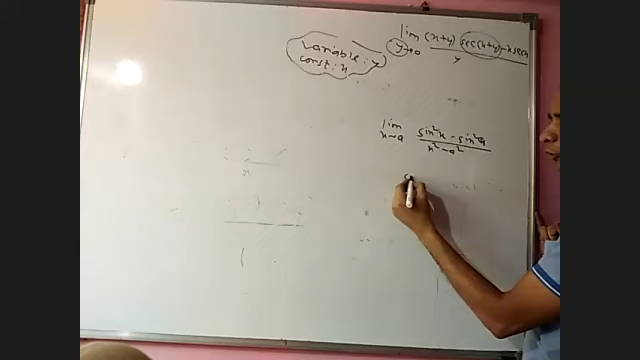 lim (x+y) sec(x+y) - x sec x
y→0 y
variable : y
const : x
lim sin²x - sin²a
x→a x² - a²